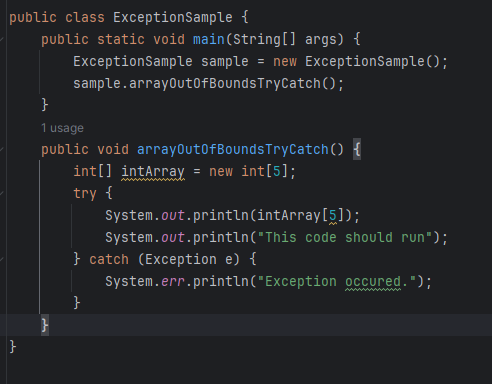 public class ExceptionSample {
    public static void main(String[] args) {
        ExceptionSample sample = new ExceptionSample();
        sample.arrayOutOfBoundsTryCatch();
    }
    1 usage
    public void arrayOutOfBoundsTryCatch() {
        int[] intArray = new int[5];
        try {
            System.out.println(intArray[5]);
            System.out.println("This code should run");
        } catch (Exception e) {
            System.err.println("Exception occured.");
        }
    }
}